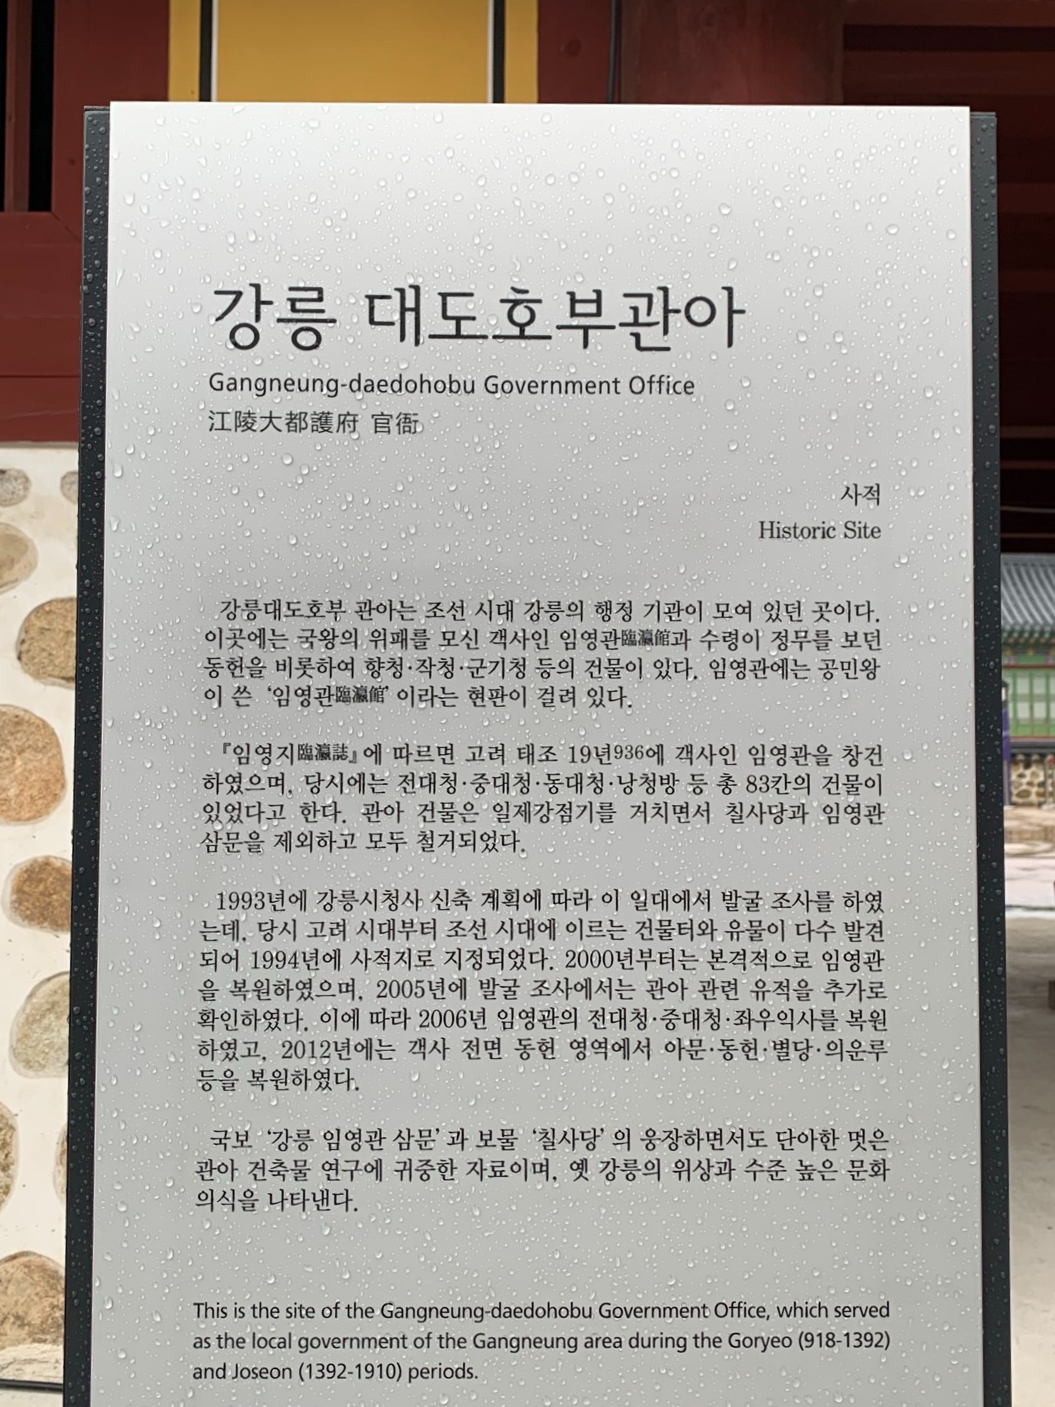 강릉 대도호부관아
Gangneung-daedohobu Government Office
江陵大都護府 官衙
사적
Historic Site
강릉대도호부 관아는 조선 시대 강릉의 행정 기관이 모여 있던 곳이다.
이곳에는 국왕의 위패를 모신 객사인 임영관臨瀛館과 수령이 정무를 보던
동헌을 비롯하여 향청·작청·군기청 등의 건물이 있다. 임영관에는 공민왕
이 쓴 ‘임영관臨瀛館’이라는 현판이 걸려 있다.
『임영지臨瀛誌』에 따르면 고려 태조 19년936에 객사인 임영관을 창건
하였으며, 당시에는 전대청·중대청·동대청·낭청방 등 총 83칸의 건물이
있었다고 한다. 관아 건물은 일제강점기를 거치면서 칠사당과 임영관
삼문을 제외하고 모두 철거되었다.
1993년에 강릉시청사 신축 계획에 따라 이 일대에서 발굴 조사를 하였
는데, 당시 고려 시대부터 조선 시대에 이르는 건물터와 유물이 다수 발견
되어 1994년에 사적지로 지정되었다. 2000년부터는 본격적으로 임영관
을 복원하였으며, 2005년에 발굴 조사에서는 관아 관련 유적을 추가로
확인하였다. 이에 따라 2006년 임영관의 전대청·중대청·좌우익사를 복원
하였고, 2012년에는 객사 전면 동헌 영역에서 아문·동헌·별당·의운루
등을 복원하였다.
국보 ‘강릉 임영관 삼문’과 보물 ‘칠사당’의 웅장하면서도 단아한 멋은
관아 건축물 연구에 귀중한 자료이며, 옛 강릉의 위상과 수준 높은 문화
의식을 나타낸다.
This is the site of the Gangneung-daedohobu Government Office, which served
as the local government of the Gangneung area during the Goryeo (918-1392)
and Joseon (1392-1910) periods.